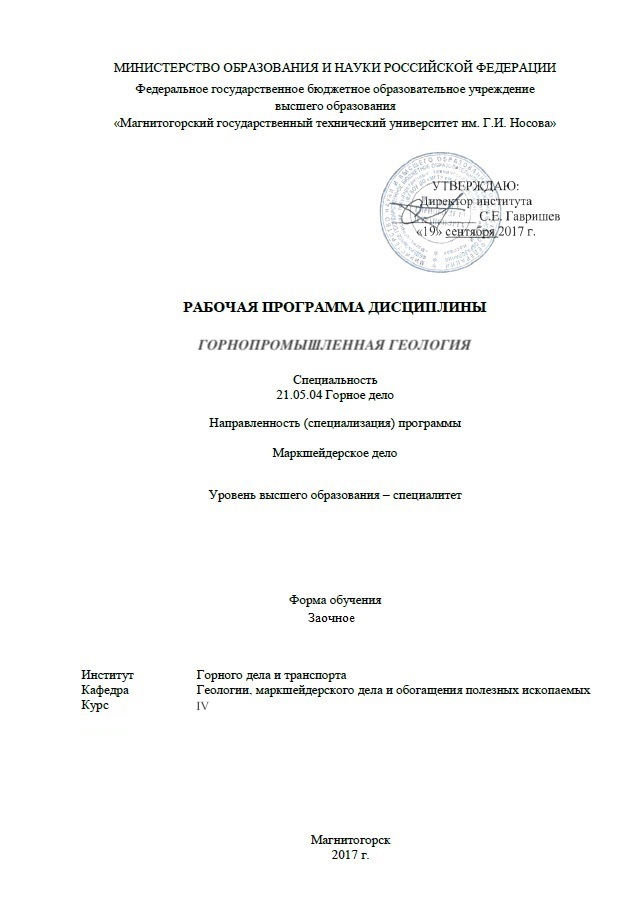 МИНИСТЕРСТВО ОБРАЗОВАНИЯ И НАУКИ РОССИЙСКОЙ ФЕДЕРАЦИИ
Федеральное государственное бюджетное образовательное учреждение
высшего образования
«Магнитогорский государственный технический университет им. Г.И. Носова»
УТВЕРЖДАЮ:
Директор института
С.Е. Гавришев
«19» сентября 2017 г.
РАБОЧАЯ ПРОГРАММА ДИСЦИПЛИНЫ
ГОРНОПРОМЫШЛЕННАЯ ГЕОЛОГИЯ
Специальность
21.05.04 Горное дело
Направленность (специализация) программы
Маркшейдерское дело
Уровень высшего образования – специалитет
Форма обучения
Заочное
Институт Горного дела и транспорта
Кафедра Геологии, маркшейдерского дела и обогащения полезных ископаемых
Курс IV
Магнитогорск
2017 г.